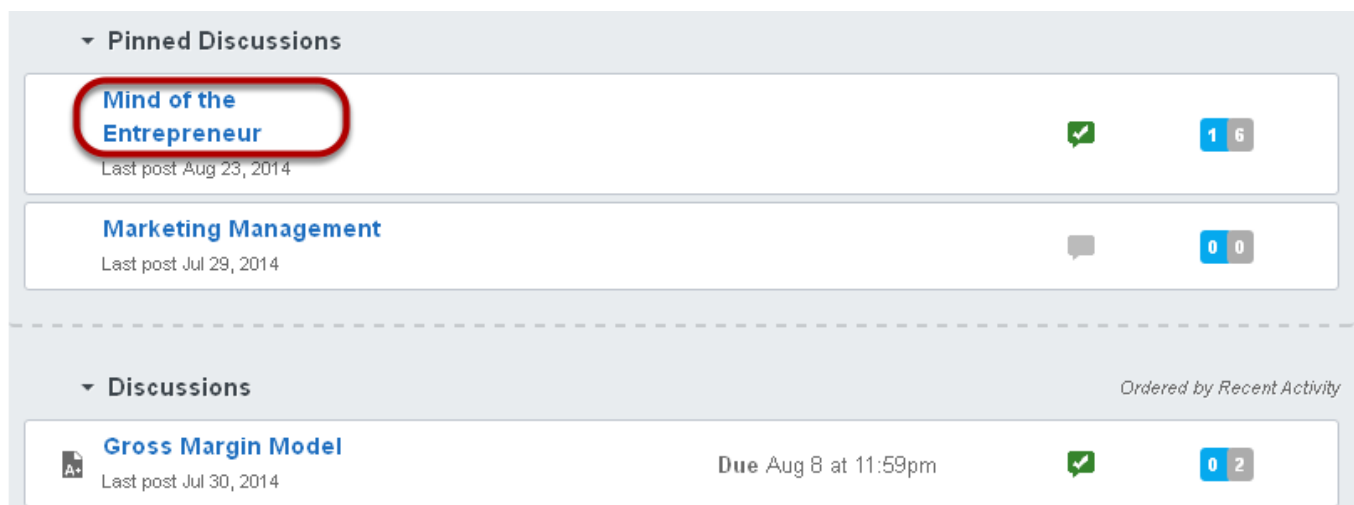 Pinned Discussions
Mind of the
Entrepreneur
Last post Aug 23, 2014
1 6
Marketing Management
Last post Jul 29, 2014
0 0
Discussions
Ordered by Recent Activity
A+
Gross Margin Model
Last post Jul 30, 2014
Due Aug 8 at 11:59pm
0 2